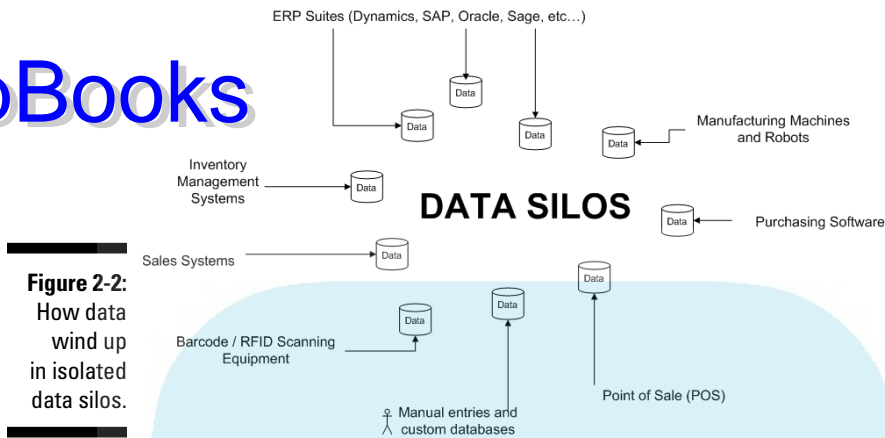 ERP Suites (Dynamics, SAP, Oracle, Sage, etc…)
oBooks
Data
Data
Data
Data
Manufacturing Machines
and Robots
Inventory
Management
Systems
Data
DATA SILOS
Data
Purchasing Software
Sales Systems
Data
Data
Figure 2-2:
How data
wind up
in isolated
data silos.
Data
Data
Barcode / RFID Scanning
Equipment
Point of Sale (POS)
Manual entries and
custom databases